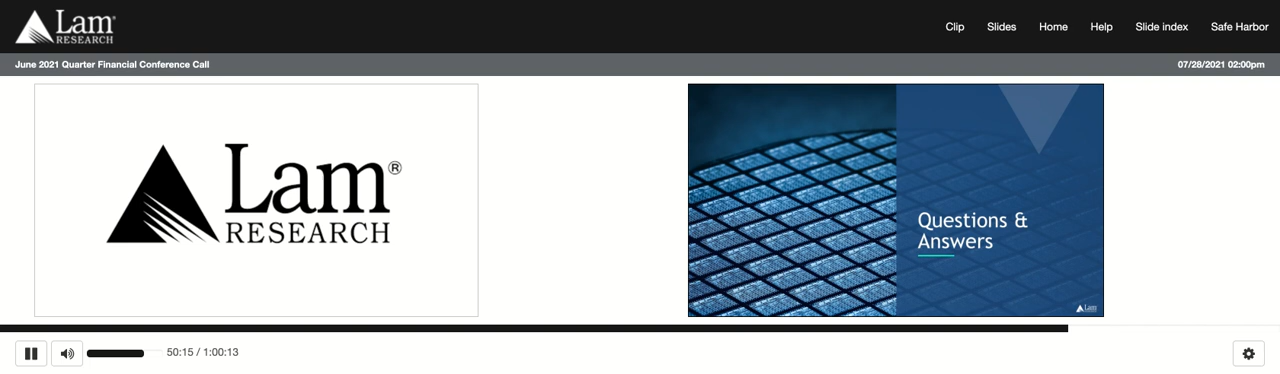 Lam
RESEARCH
Clip Slides Home Help Slide index Safe Harbor
June 2021 Quarter Financial Conference Call 07/28/2021 02:00pm
Lam®
RESEARCH
Questions &
Answers
Lam
50:15 / 1:00:13